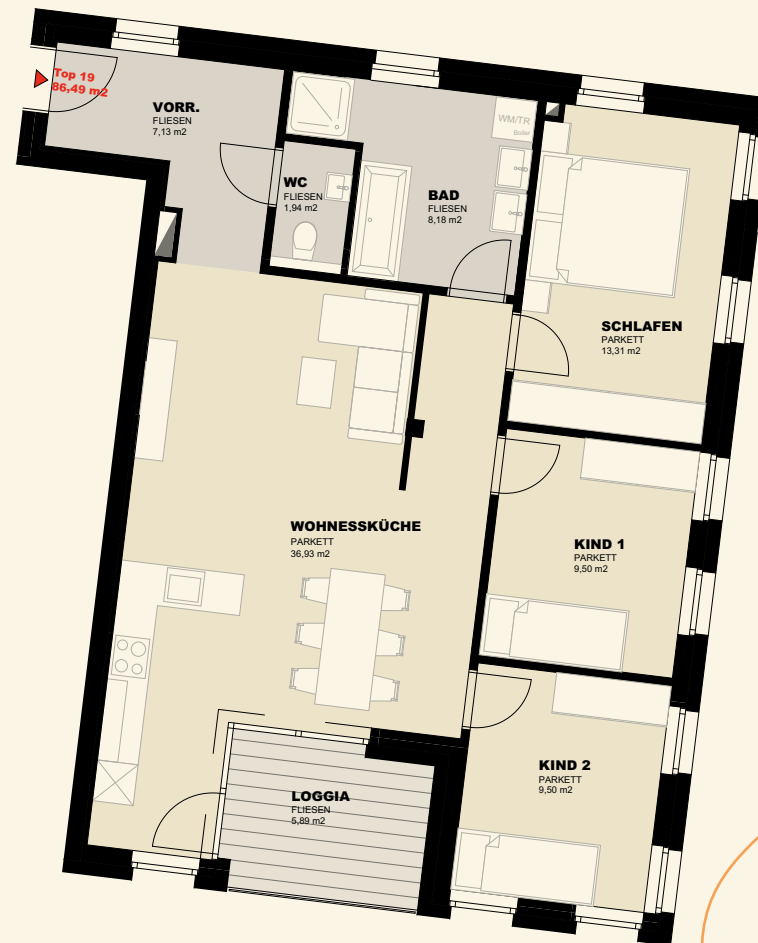 Top 19
86,49 m2
VORR.
FLIESEN
7,13 m2
WC
FLIESEN
1,94 m2
BAD
FLIESEN
8,18 m2
WM/TR
Boiler
SCHLAFEN
PARKETT
13,31 m2
WOHNESSKÜCHE
PARKETT
36,93 m2
KIND 1
PARKETT
9,50 m2
KIND 2
PARKETT
9,50 m2
LOGGIA
FLIESEN
5,89 m2